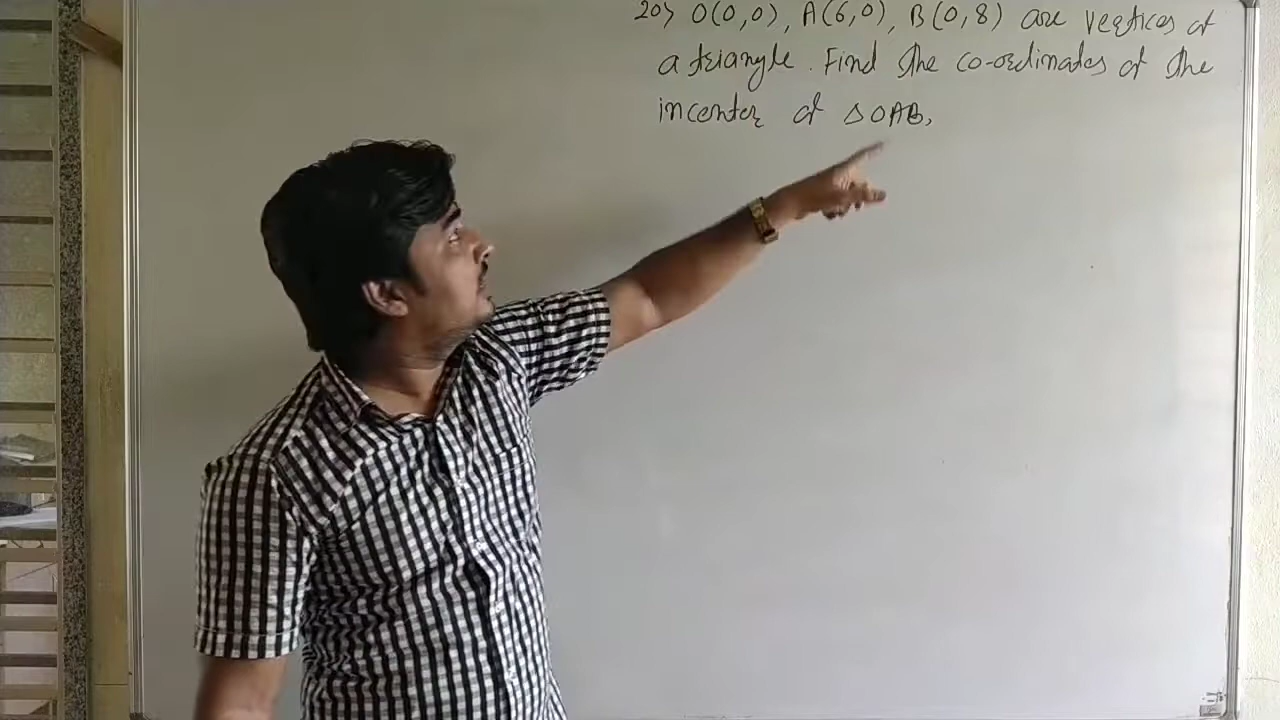 20> O(0,0), A(6,0), B(0,8) are vertices of
a triangle. Find the co-ordinates of the
incenter of △OAB,